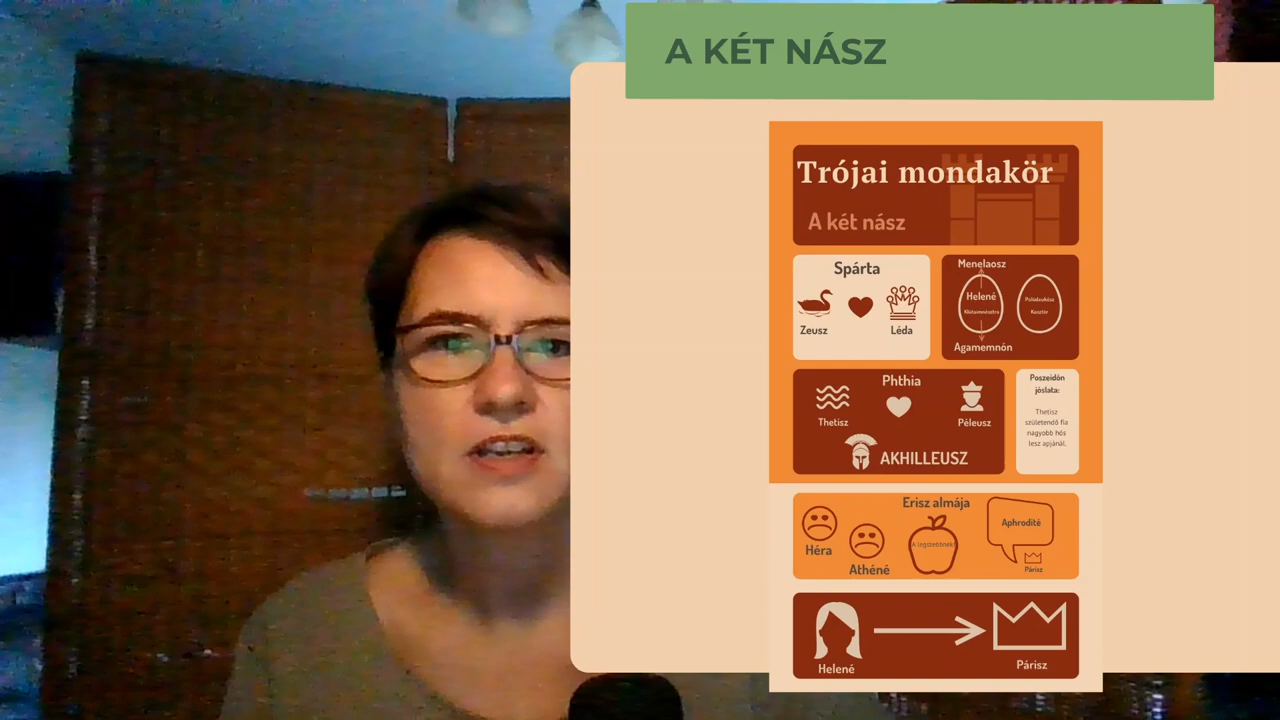 A KÉT NÁSZ
Trójai mondakör
A két nász
Spárta
Zeusz
Léda
Menelaosz
Helené
Klütaimnésztra
Agamemnón
Polüdeukész
Kasztór
Phthia
Thetisz
Péleusz
AKHILLEUSZ
Poszeidón
jóslata:
Thetisz
születendő fia
nagyobb hős
lesz apjánál.
Erisz almája
Héra
Athéné
A legszebbnek!
Aphrodité
Párisz
Helené
Párisz